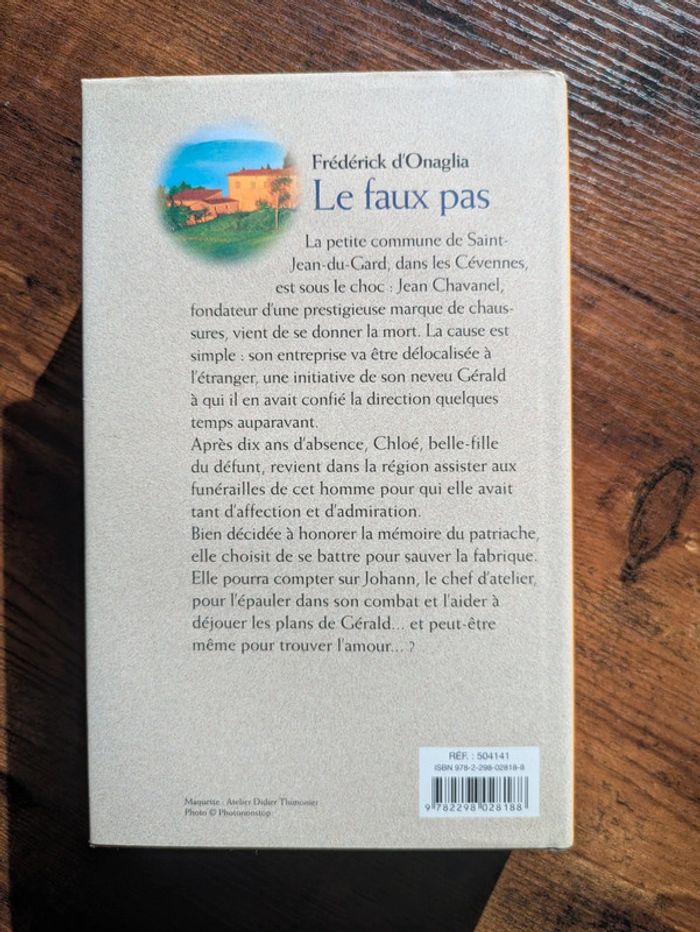 Frédérick d'Onaglia
Le faux pas
La petite commune de Saint-
Jean-du-Gard, dans les Cévennes,
est sous le choc : Jean Chavanel,
fondateur d'une prestigieuse marque de chaus-
sures, vient de se donner la mort. La cause est
simple : son entreprise va être délocalisée à
l'étranger, une initiative de son neveu Gérald
à qui il en avait confié la direction quelques
temps auparavant.
Après dix ans d'absence, Chloé, belle-fille
du défunt, revient dans la région assister aux
funérailles de cet homme pour qui elle avait
tant d'affection et d'admiration.
Bien décidée à honorer la mémoire du patriache,
elle choisit de se battre pour sauver la fabrique.
Elle pourra compter sur Johann, le chef d'atelier,
pour l'épauler dans son combat et l'aider à
déjouer les plans de Gérald... et peut-être
même pour trouver l'amour... ?
RÉF. : 504141
ISBN 978-2-298-02818-8
9 782298 028188
Maquette : Atelier Didier Thimonier
Photo © Photononstop